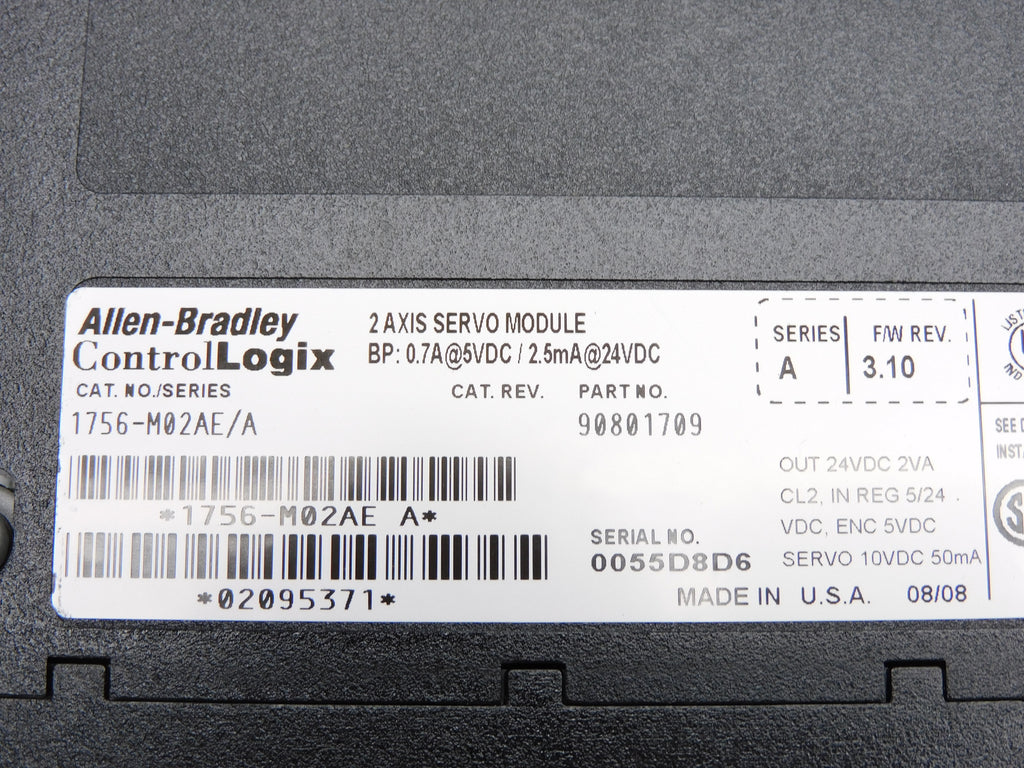 Allen-Bradley
ControlLogix
2 AXIS SERVO MODULE
BP: 0.7A@5VDC / 2.5mA@24VDC
SERIES
A
F/W REV.
3.10
CAT. NO./SERIES
CAT. REV.
PART NO.
1756-M02AE/A
90801709
*1756-M02AE A*
*02095371*
OUT 24VDC 2VA
CL2, IN REG 5/24
VDC, ENC 5VDC
SERVO 10VDC 50mA
SERIAL NO.
0055D8D6
MADE IN U.S.A. 08/08
SEE